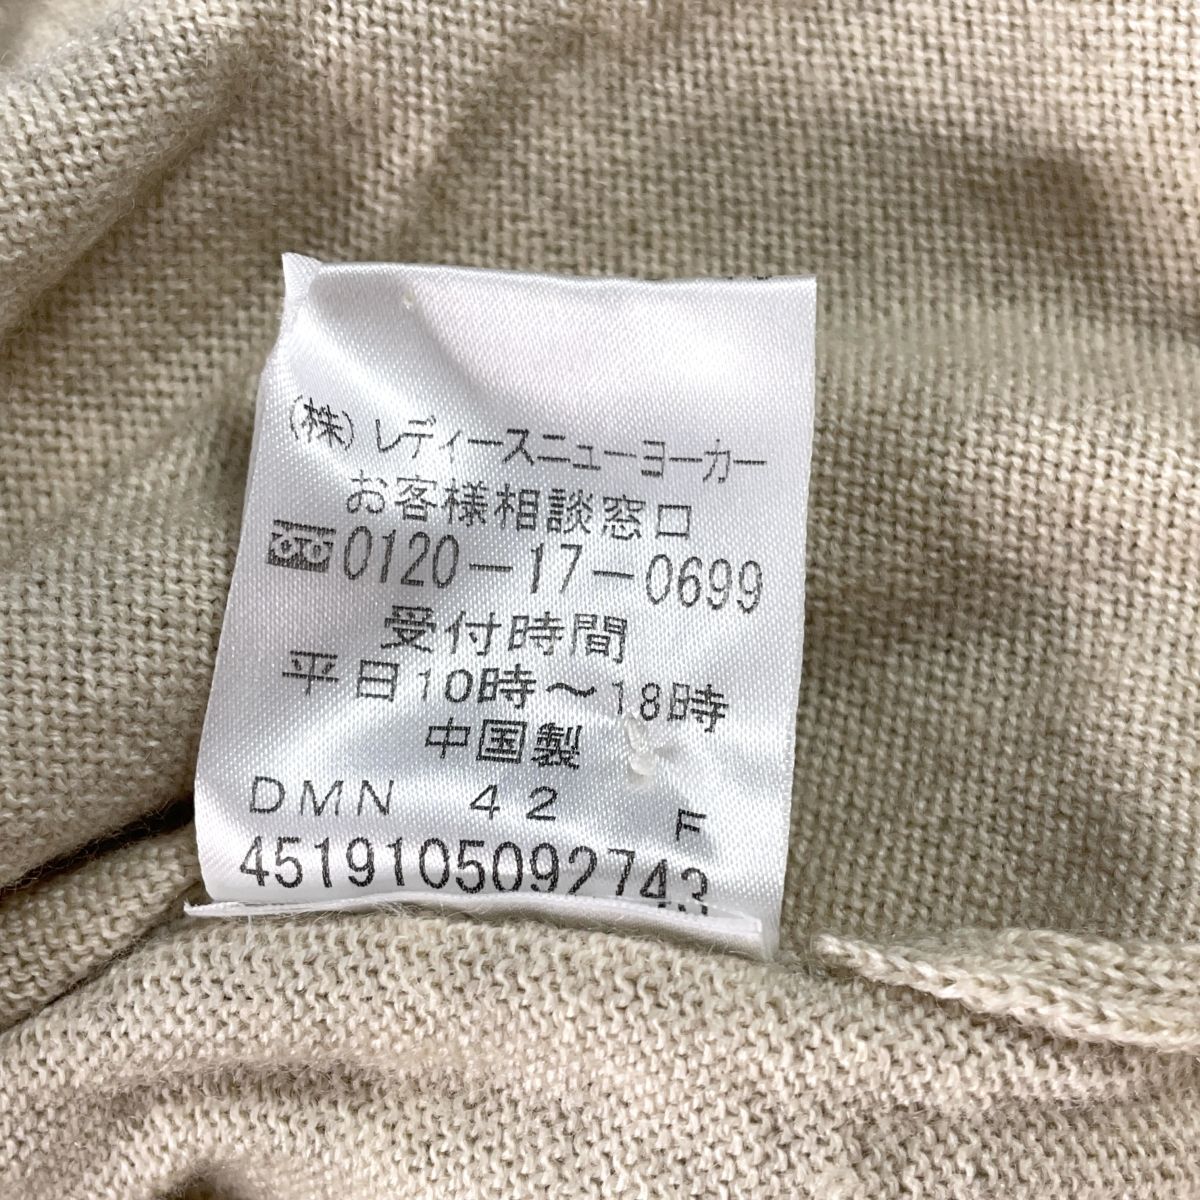 (株)レディースニューヨーカー
お客様相談窓口
0120-17-0699
受付時間
平日10時～18時
中国製
DMN 42 F
4519105092743